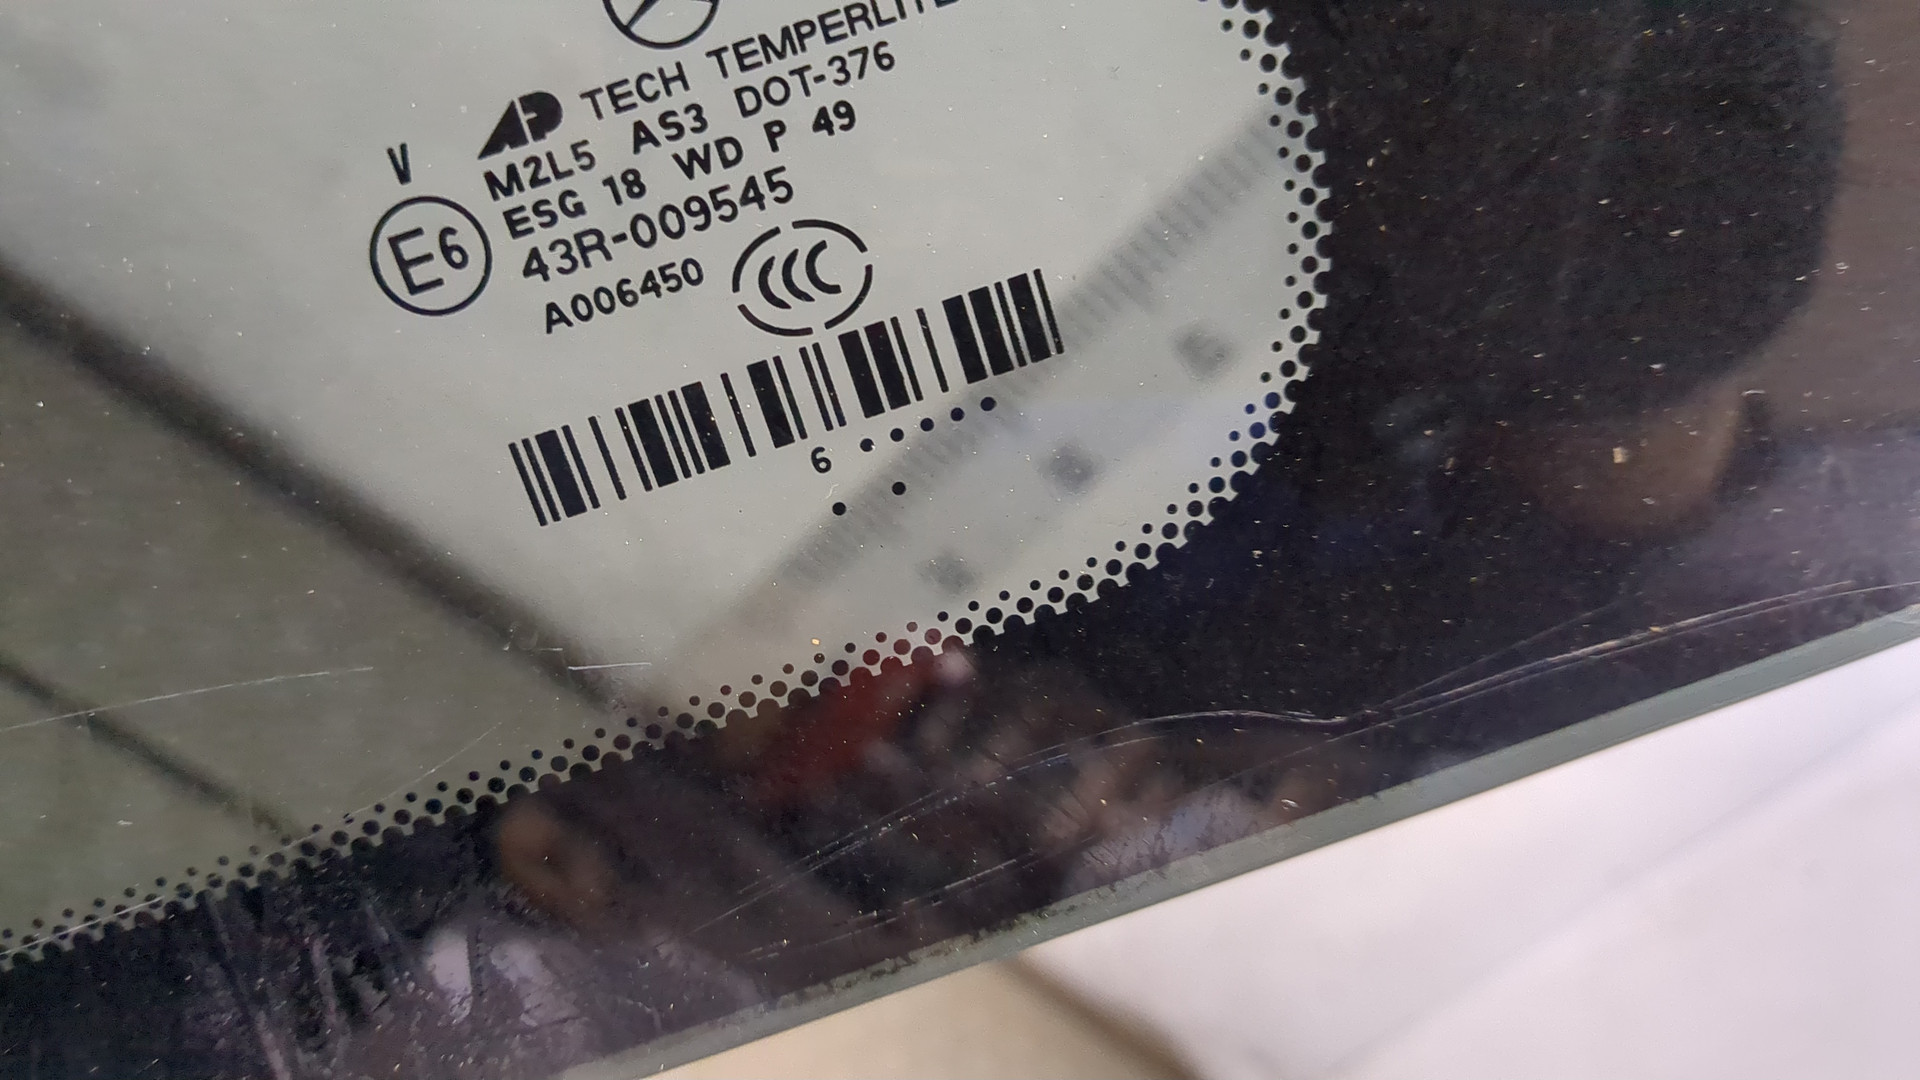 AP TECH TEMPERLITE
M2L5 AS3 DOT-376
V
ESG 18 WD P 49
E6
43R-009545
A006450 CCC
6